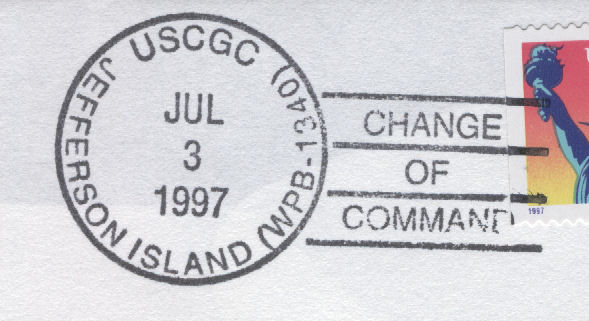 USCGC JEFFERSON ISLAND (WPB-1340)
JUL
3
1997
CHANGE
OF
COMMAND
1997